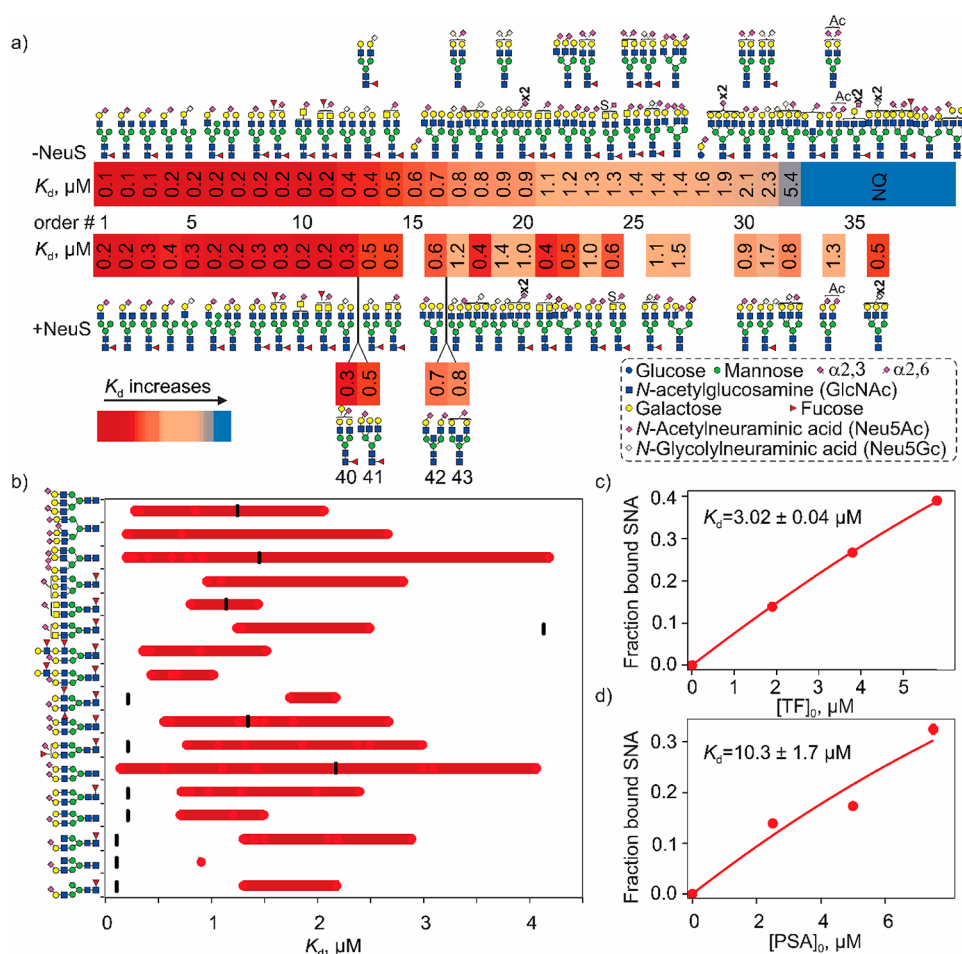 a)
Ac
x2
x2
S
x2
Ac
x2
x2
-NeuS
Kd, µM 0.1 0.1 0.1 0.2 0.2 0.2 0.2 0.2 0.2 0.2 0.2 0.4 0.4 0.5 0.6 0.7 0.8 0.8 0.9 0.9 1.1 1.2 1.3 1.3 1.4 1.4 1.4 1.6 1.9 2.1 2.3 5.4 NQ
order # 1 5 10 15 20 25 30 35
Kd, µM 0.2 0.2 0.3 0.4 0.3 0.2 0.2 0.3 0.3 0.2 0.2 0.3 0.5 0.5 0.6 1.2 0.4 1.4 1.0 0.4 0.5 1.0 0.6 1.1 1.5 0.9 1.7 0.8 1.3 0.5
x2
S
Ac
x2
+NeuS
0.3 0.5 0.7 0.8
40 41 42 43
Kd increases
Glucose Mannose α2,3 α2,6
N-acetylglucosamine (GlcNAc)
Galactose Fucose
N-Acetylneuraminic acid (Neu5Ac)
N-Glycolylneuraminic acid (Neu5Gc)
b)
0 1 2 3 4
Kd, µM
c)
Kd=3.02 ± 0.04 µM
Fraction bound SNA
0.4
0.3
0.2
0.1
0.0
0 1 2 3 4 5
[TF]0, µM
d)
Kd=10.3 ± 1.7 µM
Fraction bound SNA
0.3
0.2
0.1
0.0
0 2 4 6
[PSA]0, µM